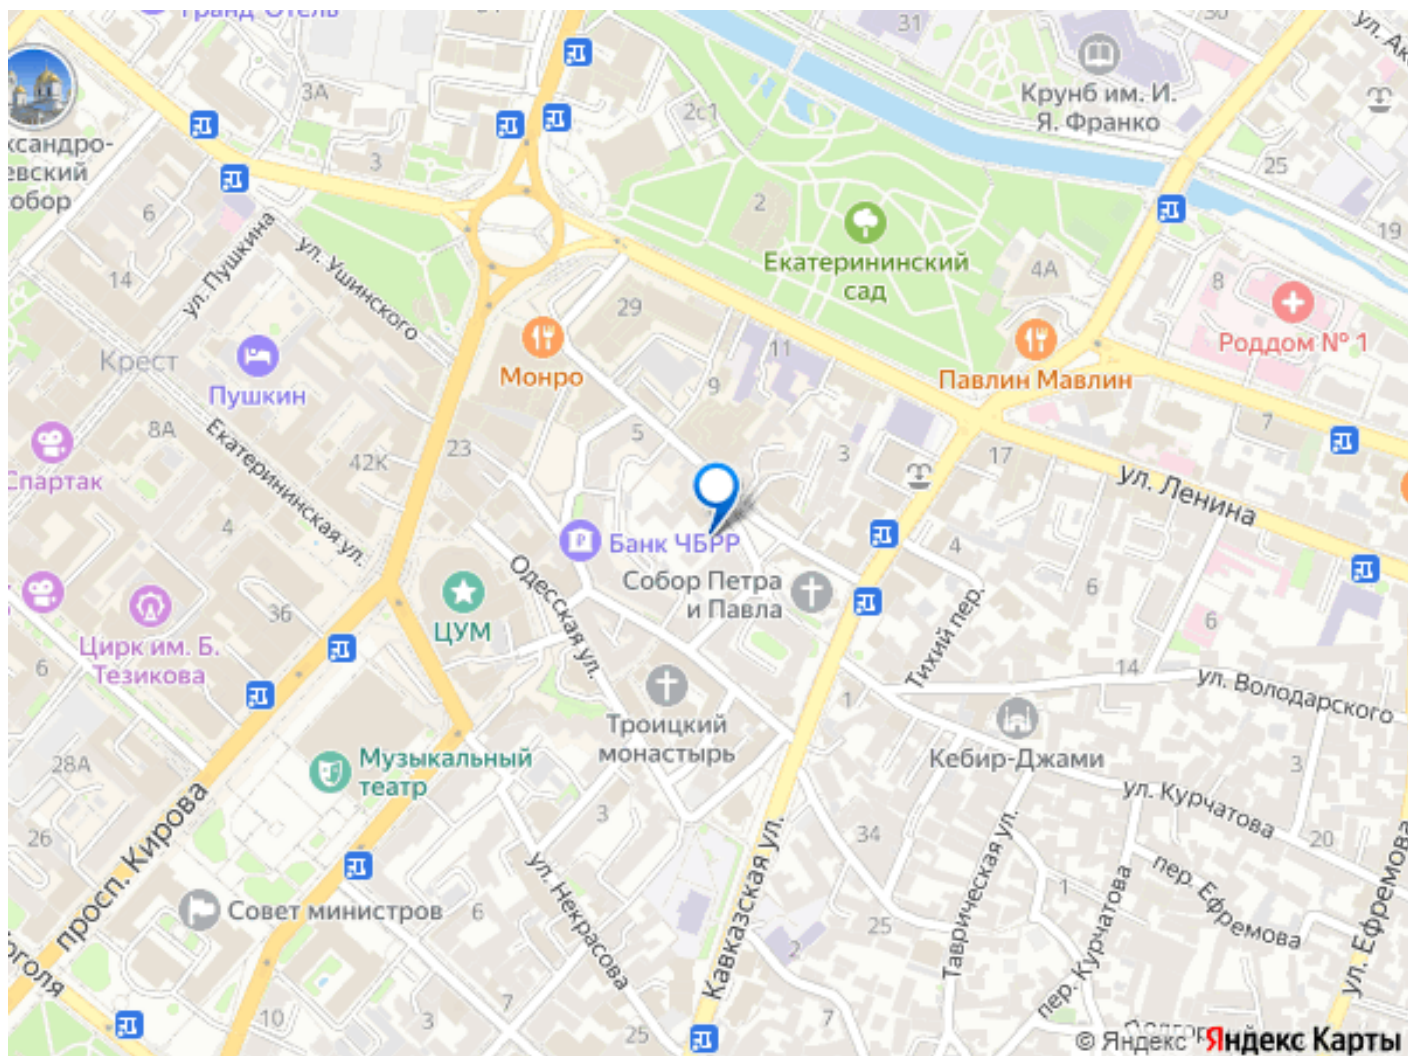 Гранд Отель
31
30
ул. Ак
3А
2с1
Крунб им. И.
Я. Франко
ксандро-
евский
обор
3
25
6
2
19
ул. Пушкина
ул. Ушинского
Екатерининский
сад
4А
8
14
29
Роддом № 1
Крест
Монро
11
Павлин Мавлин
Пушкин
9
7
8А
5
23
3
17
42К
Спартак
Екатерининская ул.
ул. Ленина
4
Банк ЧБРР
4
Одесская ул.
Собор Петра
и Павла
6
36
ЦУМ
Тихий пер.
6
Цирк им. Б.
Тезикова
6
14
ул. Володарского
1
Троицкий
монастырь
Кебир-Джами
28А
Музыкальный
театр
3
ул. Курчатова
просп. Кирова
3
34
20
26
Кавказская ул.
Таврическая ул.
пер. Ефремова
ул. Некрасова
1
Совет министров
6
25
2
пер. Курчатова
ул. Ефремова
оголя
7
10
3
25
7
© Яндекс
Яндекс Карты